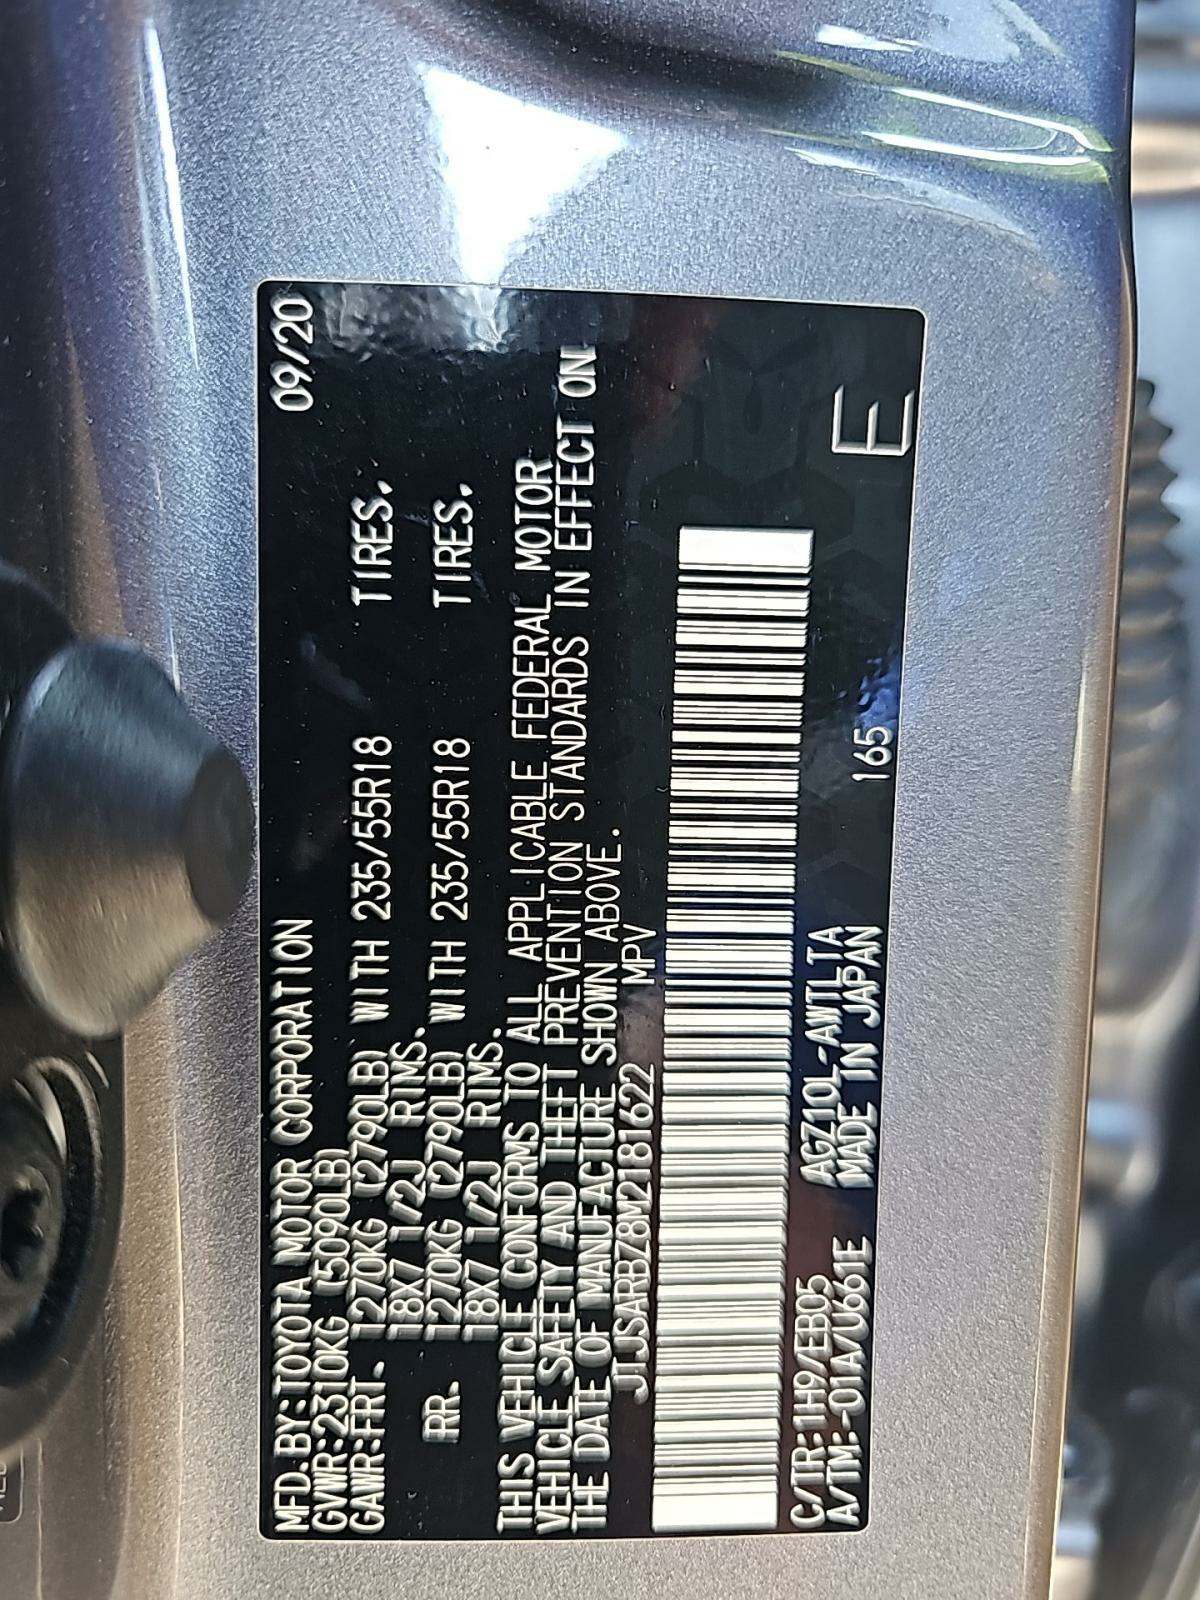 MFD.BY:TOYOTA MOTOR CORPORATION 09/20
GVWR:2310KG (5090LB)
GAWR:FRT. 1270KG (2790LB) WITH 235/55R18 TIRES.
18X7 1/2J RIMS.
RR. 1270KG (2790LB) WITH 235/55R18 TIRES.
18X7 1/2J RIMS.
THIS VEHICLE CONFORMS TO ALL APPLICABLE FEDERAL MOTOR
VEHICLE SAFETY AND THEFT PREVENTION STANDARDS IN EFFECT ON
THE DATE OF MANUFACTURE SHOWN ABOVE.
JTJSARBZ8M2181622 MPV
C/TR:1H9/EB05 AGZ10L-AWTLTA
A/TM:-01A/U661E MADE IN JAPAN 165 E